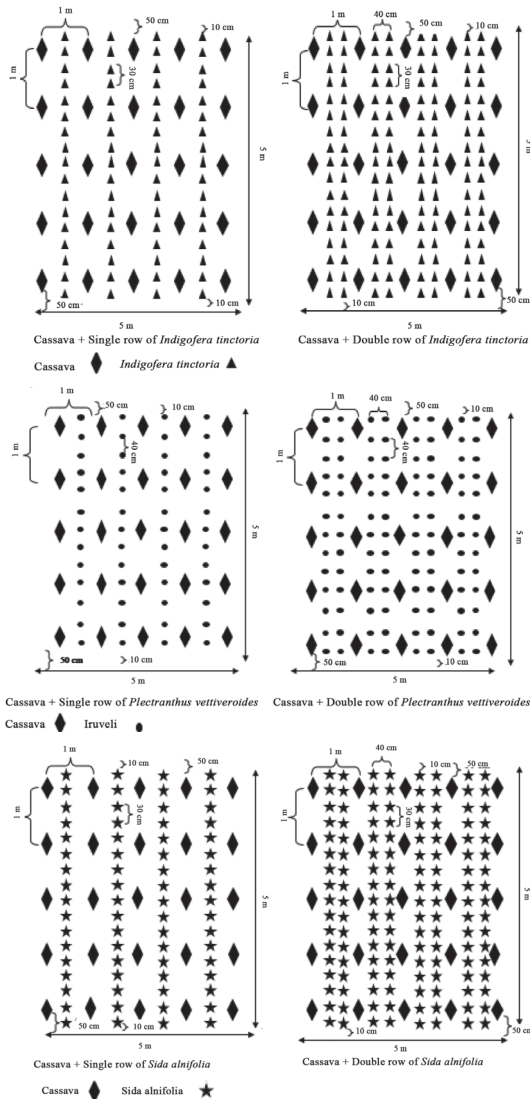 1 m 50 cm 10 cm
1 m
30 cm
5 m
50 cm 10 cm
5 m
Cassava + Single row of Indigofera tinctoria
1 m 40 cm 50 cm 10 cm
1 m
30 cm
5 m
10 cm 50 cm
5 m
Cassava + Double row of Indigofera tinctoria
Cassava Indigofera tinctoria
1 m 50 cm 10 cm
1 m
40 cm
5 m
50 cm 10 cm
5 m
Cassava + Single row of Plectranthus vettiveroides
1 m 50 cm 40 cm 50 cm 10 cm
1 m
40 cm
5 m
50 cm 10 cm
5 m
Cassava + Double row of Plectranthus vettiveroides
Cassava Iruveli
1 m 10 cm 50 cm
1 m
30 cm
5 m
50 cm 10 cm
5 m
Cassava + Single row of Sida alnifolia
1 m 40 cm 10 cm 50 cm
1 m
30 cm
5 m
10 cm 50 cm
5 m
Cassava + Double row of Sida alnifolia
Cassava Sida alnifolia